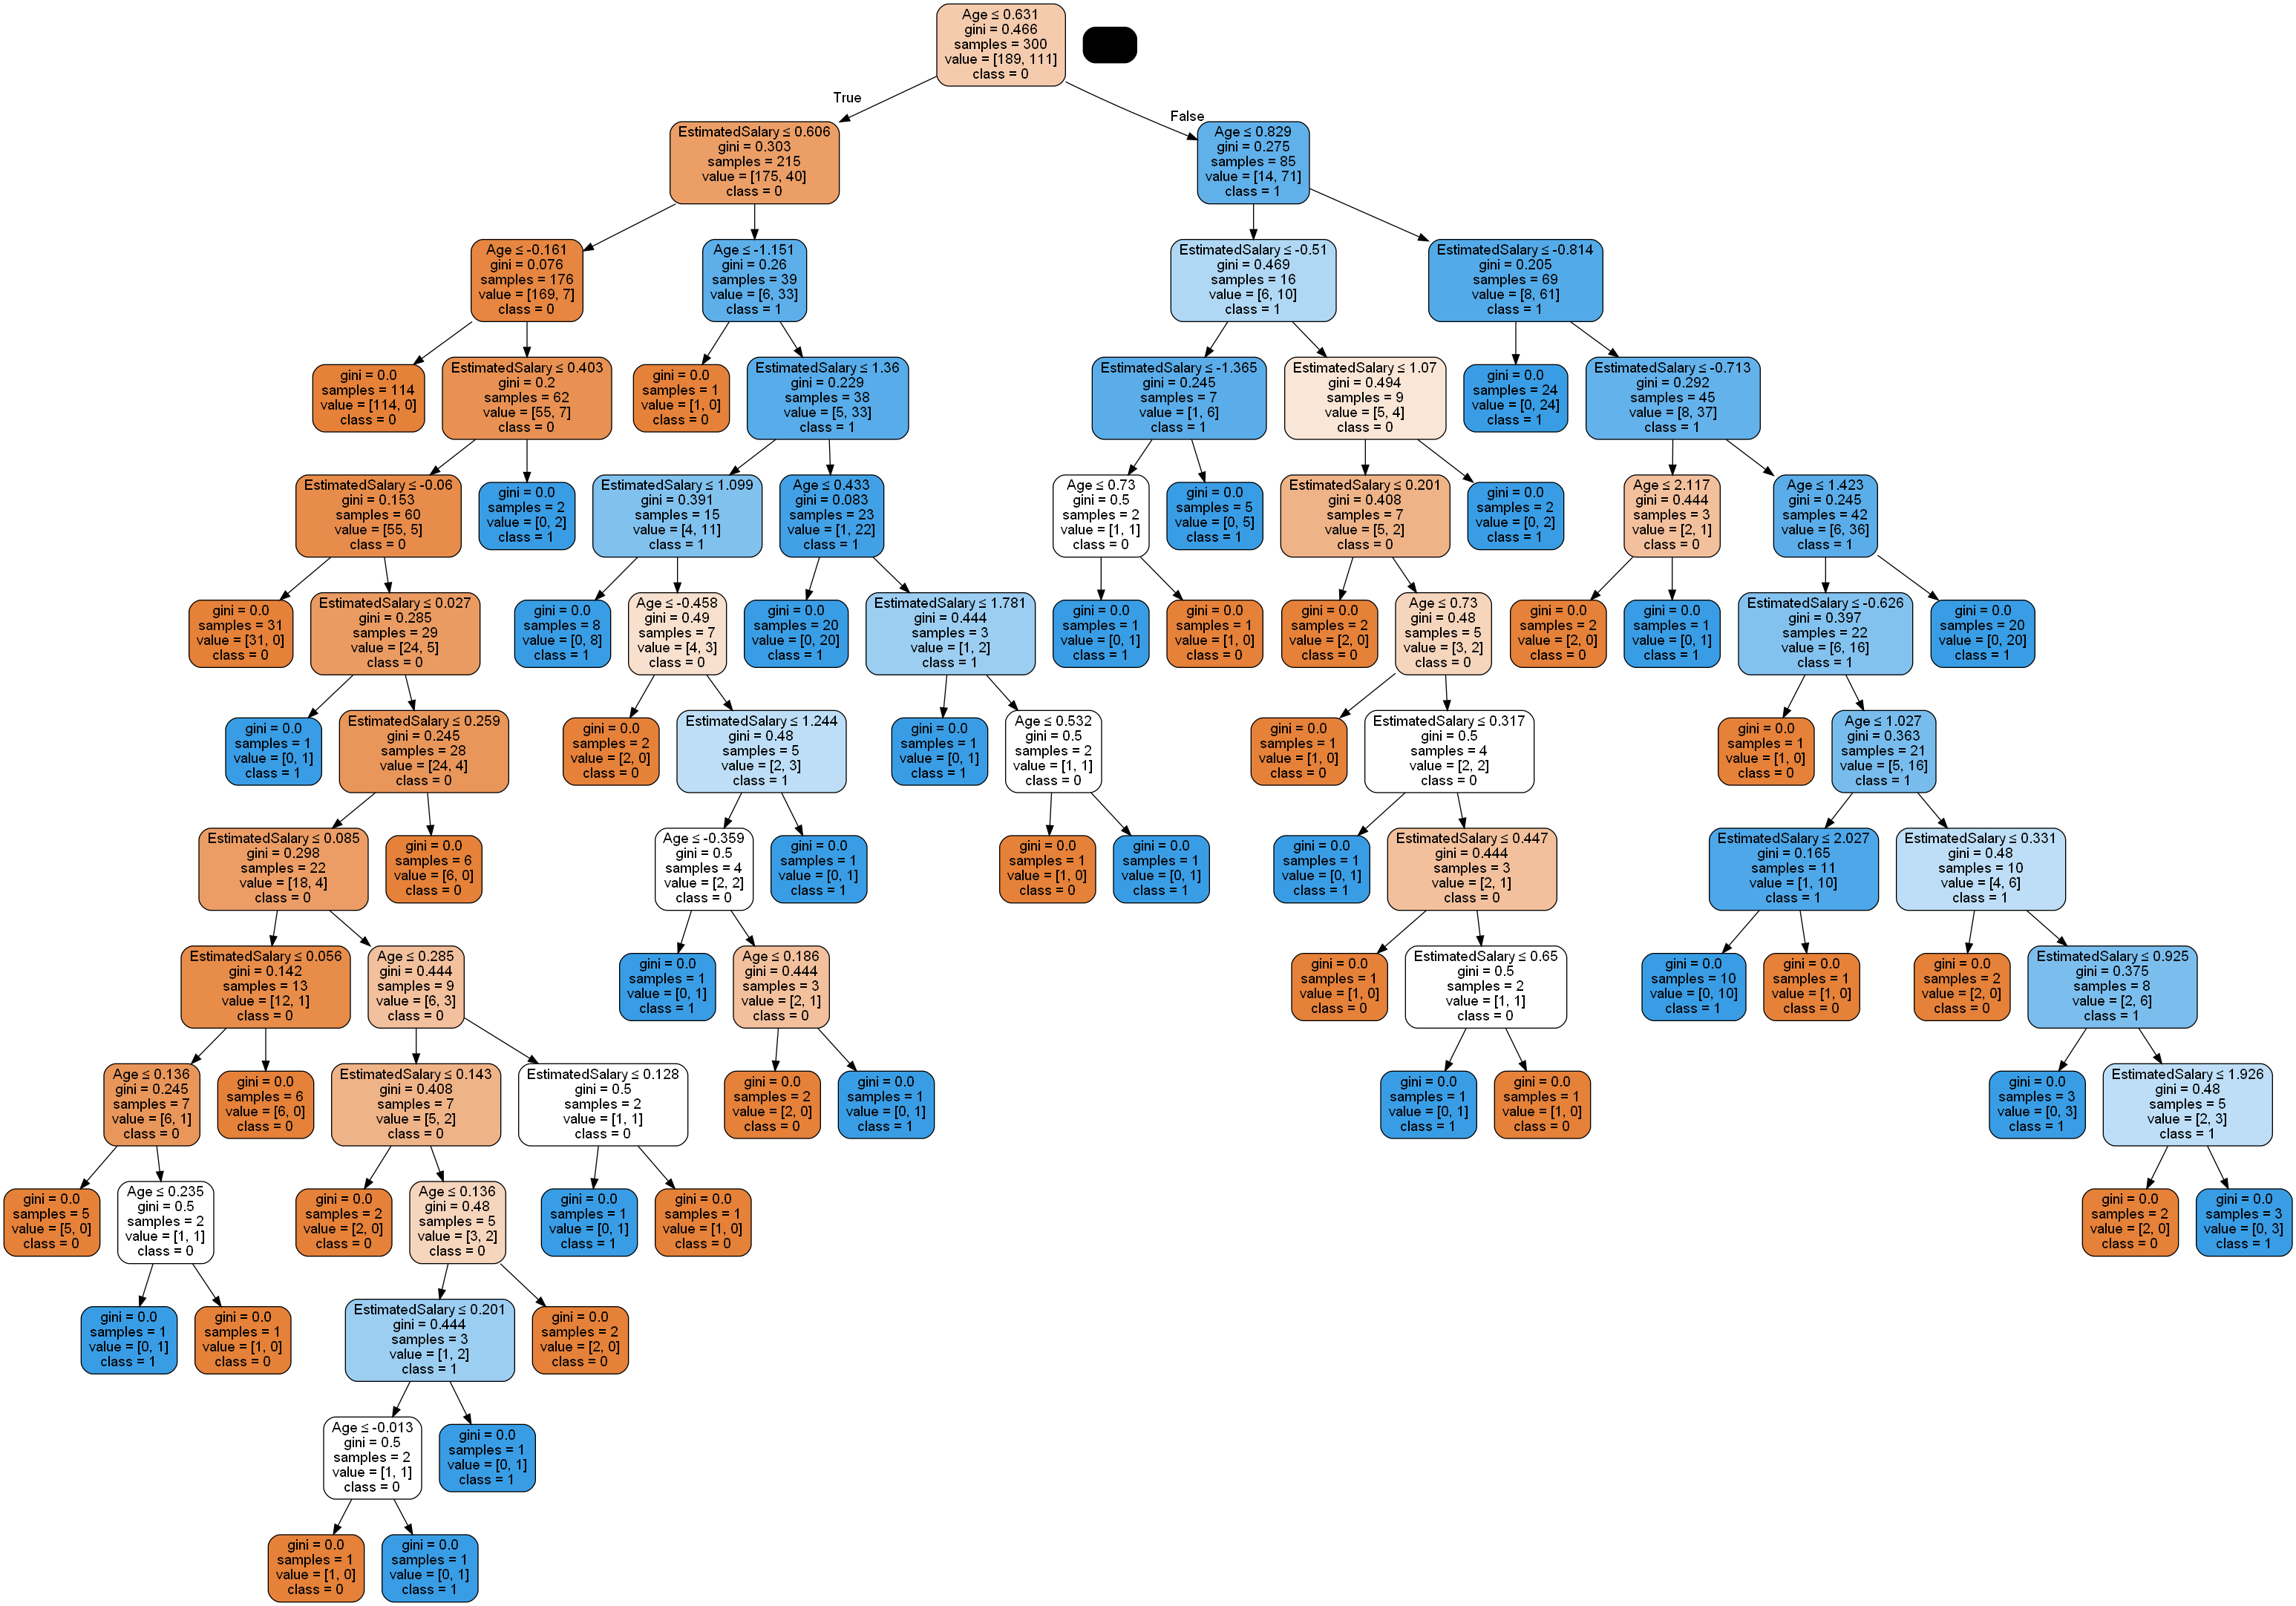 Age ≤ 0.631
gini = 0.466
samples = 300
value = [189, 111]
class = 0
True
False
EstimatedSalary ≤ 0.606
gini = 0.303
samples = 215
value = [175, 40]
class = 0
Age ≤ 0.829
gini = 0.275
samples = 85
value = [14, 71]
class = 1
Age ≤ -0.161
gini = 0.076
samples = 176
value = [169, 7]
class = 0
Age ≤ -1.151
gini = 0.26
samples = 39
value = [6, 33]
class = 1
EstimatedSalary ≤ -0.51
gini = 0.469
samples = 16
value = [6, 10]
class = 1
EstimatedSalary ≤ -0.814
gini = 0.205
samples = 69
value = [8, 61]
class = 1
gini = 0.0
samples = 114
value = [114, 0]
class = 0
EstimatedSalary ≤ 0.403
gini = 0.2
samples = 62
value = [55, 7]
class = 0
gini = 0.0
samples = 1
value = [1, 0]
class = 0
EstimatedSalary ≤ 1.36
gini = 0.229
samples = 38
value = [5, 33]
class = 1
EstimatedSalary ≤ -1.365
gini = 0.245
samples = 7
value = [1, 6]
class = 1
EstimatedSalary ≤ 1.07
gini = 0.494
samples = 9
value = [5, 4]
class = 0
gini = 0.0
samples = 24
value = [0, 24]
class = 1
EstimatedSalary ≤ -0.713
gini = 0.292
samples = 45
value = [8, 37]
class = 1
EstimatedSalary ≤ -0.06
gini = 0.153
samples = 60
value = [55, 5]
class = 0
gini = 0.0
samples = 2
value = [0, 2]
class = 1
EstimatedSalary ≤ 1.099
gini = 0.391
samples = 15
value = [4, 11]
class = 1
Age ≤ 0.433
gini = 0.083
samples = 23
value = [1, 22]
class = 1
Age ≤ 0.73
gini = 0.5
samples = 2
value = [1, 1]
class = 0
gini = 0.0
samples = 5
value = [0, 5]
class = 1
EstimatedSalary ≤ 0.201
gini = 0.408
samples = 7
value = [5, 2]
class = 0
gini = 0.0
samples = 2
value = [0, 2]
class = 1
Age ≤ 2.117
gini = 0.444
samples = 3
value = [2, 1]
class = 0
Age ≤ 1.423
gini = 0.245
samples = 42
value = [6, 36]
class = 1
gini = 0.0
samples = 31
value = [31, 0]
class = 0
EstimatedSalary ≤ 0.027
gini = 0.285
samples = 29
value = [24, 5]
class = 0
gini = 0.0
samples = 8
value = [0, 8]
class = 1
Age ≤ -0.458
gini = 0.49
samples = 7
value = [4, 3]
class = 0
gini = 0.0
samples = 20
value = [0, 20]
class = 1
EstimatedSalary ≤ 1.781
gini = 0.444
samples = 3
value = [1, 2]
class = 1
gini = 0.0
samples = 1
value = [0, 1]
class = 1
gini = 0.0
samples = 1
value = [1, 0]
class = 0
gini = 0.0
samples = 2
value = [2, 0]
class = 0
Age ≤ 0.73
gini = 0.48
samples = 5
value = [3, 2]
class = 0
gini = 0.0
samples = 2
value = [2, 0]
class = 0
gini = 0.0
samples = 1
value = [0, 1]
class = 1
EstimatedSalary ≤ -0.626
gini = 0.397
samples = 22
value = [6, 16]
class = 1
gini = 0.0
samples = 20
value = [0, 20]
class = 1
gini = 0.0
samples = 1
value = [0, 1]
class = 1
EstimatedSalary ≤ 0.259
gini = 0.245
samples = 28
value = [24, 4]
class = 0
gini = 0.0
samples = 2
value = [2, 0]
class = 0
EstimatedSalary ≤ 1.244
gini = 0.48
samples = 5
value = [2, 3]
class = 1
gini = 0.0
samples = 1
value = [0, 1]
class = 1
Age ≤ 0.532
gini = 0.5
samples = 2
value = [1, 1]
class = 0
gini = 0.0
samples = 1
value = [1, 0]
class = 0
EstimatedSalary ≤ 0.317
gini = 0.5
samples = 4
value = [2, 2]
class = 0
gini = 0.0
samples = 1
value = [1, 0]
class = 0
Age ≤ 1.027
gini = 0.363
samples = 21
value = [5, 16]
class = 1
EstimatedSalary ≤ 0.085
gini = 0.298
samples = 22
value = [18, 4]
class = 0
gini = 0.0
samples = 6
value = [6, 0]
class = 0
Age ≤ -0.359
gini = 0.5
samples = 4
value = [2, 2]
class = 0
gini = 0.0
samples = 1
value = [0, 1]
class = 1
gini = 0.0
samples = 1
value = [1, 0]
class = 0
gini = 0.0
samples = 1
value = [0, 1]
class = 1
gini = 0.0
samples = 1
value = [0, 1]
class = 1
EstimatedSalary ≤ 0.447
gini = 0.444
samples = 3
value = [2, 1]
class = 0
EstimatedSalary ≤ 2.027
gini = 0.165
samples = 11
value = [1, 10]
class = 1
EstimatedSalary ≤ 0.331
gini = 0.48
samples = 10
value = [4, 6]
class = 1
EstimatedSalary ≤ 0.056
gini = 0.142
samples = 13
value = [12, 1]
class = 0
Age ≤ 0.285
gini = 0.444
samples = 9
value = [6, 3]
class = 0
gini = 0.0
samples = 1
value = [0, 1]
class = 1
Age ≤ 0.186
gini = 0.444
samples = 3
value = [2, 1]
class = 0
gini = 0.0
samples = 1
value = [1, 0]
class = 0
EstimatedSalary ≤ 0.65
gini = 0.5
samples = 2
value = [1, 1]
class = 0
gini = 0.0
samples = 10
value = [0, 10]
class = 1
gini = 0.0
samples = 1
value = [1, 0]
class = 0
gini = 0.0
samples = 2
value = [2, 0]
class = 0
EstimatedSalary ≤ 0.925
gini = 0.375
samples = 8
value = [2, 6]
class = 1
Age ≤ 0.136
gini = 0.245
samples = 7
value = [6, 1]
class = 0
gini = 0.0
samples = 6
value = [6, 0]
class = 0
EstimatedSalary ≤ 0.143
gini = 0.408
samples = 7
value = [5, 2]
class = 0
EstimatedSalary ≤ 0.128
gini = 0.5
samples = 2
value = [1, 1]
class = 0
gini = 0.0
samples = 2
value = [2, 0]
class = 0
gini = 0.0
samples = 1
value = [0, 1]
class = 1
gini = 0.0
samples = 1
value = [0, 1]
class = 1
gini = 0.0
samples = 1
value = [1, 0]
class = 0
gini = 0.0
samples = 3
value = [0, 3]
class = 1
EstimatedSalary ≤ 1.926
gini = 0.48
samples = 5
value = [2, 3]
class = 1
gini = 0.0
samples = 5
value = [5, 0]
class = 0
Age ≤ 0.235
gini = 0.5
samples = 2
value = [1, 1]
class = 0
gini = 0.0
samples = 2
value = [2, 0]
class = 0
Age ≤ 0.136
gini = 0.48
samples = 5
value = [3, 2]
class = 0
gini = 0.0
samples = 1
value = [0, 1]
class = 1
gini = 0.0
samples = 1
value = [1, 0]
class = 0
gini = 0.0
samples = 2
value = [2, 0]
class = 0
gini = 0.0
samples = 3
value = [0, 3]
class = 1
gini = 0.0
samples = 1
value = [0, 1]
class = 1
gini = 0.0
samples = 1
value = [1, 0]
class = 0
EstimatedSalary ≤ 0.201
gini = 0.444
samples = 3
value = [1, 2]
class = 1
gini = 0.0
samples = 2
value = [2, 0]
class = 0
Age ≤ -0.013
gini = 0.5
samples = 2
value = [1, 1]
class = 0
gini = 0.0
samples = 1
value = [0, 1]
class = 1
gini = 0.0
samples = 1
value = [1, 0]
class = 0
gini = 0.0
samples = 1
value = [0, 1]
class = 1